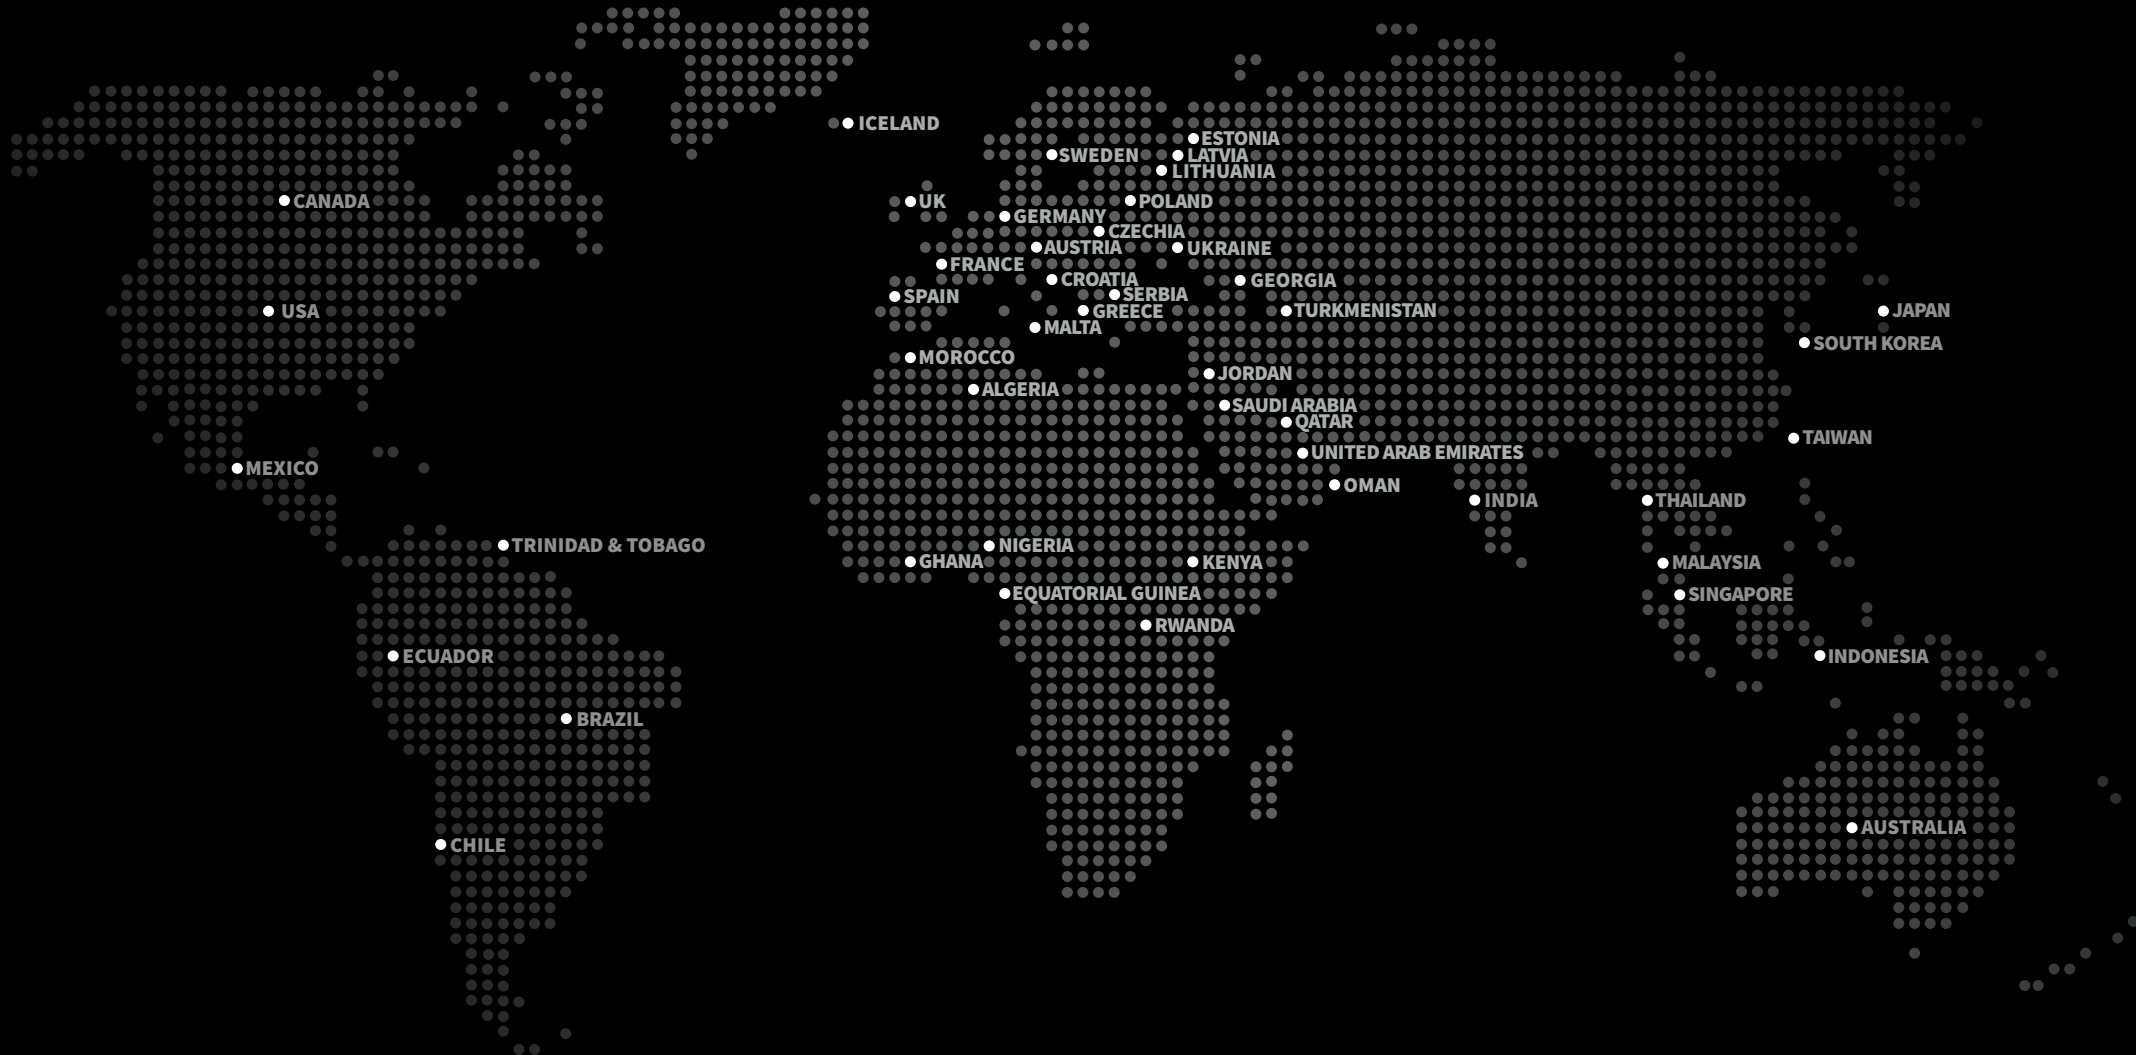 ICELAND
ESTONIA
SWEDEN
LATVIA
LITHUANIA
CANADA
UK
POLAND
GERMANY
CZECHIA
AUSTRIA
UKRAINE
FRANCE
CROATIA
GEORGIA
SPAIN
SERBIA
USA
GREECE
TURKMENISTAN
JAPAN
MALTA
SOUTH KOREA
MOROCCO
JORDAN
ALGERIA
SAUDI ARABIA
QATAR
TAIWAN
UNITED ARAB EMIRATES
MEXICO
OMAN
INDIA
THAILAND
TRINIDAD & TOBAGO
NIGERIA
GHANA
KENYA
MALAYSIA
EQUATORIAL GUINEA
SINGAPORE
RWANDA
ECUADOR
INDONESIA
BRAZIL
AUSTRALIA
CHILE